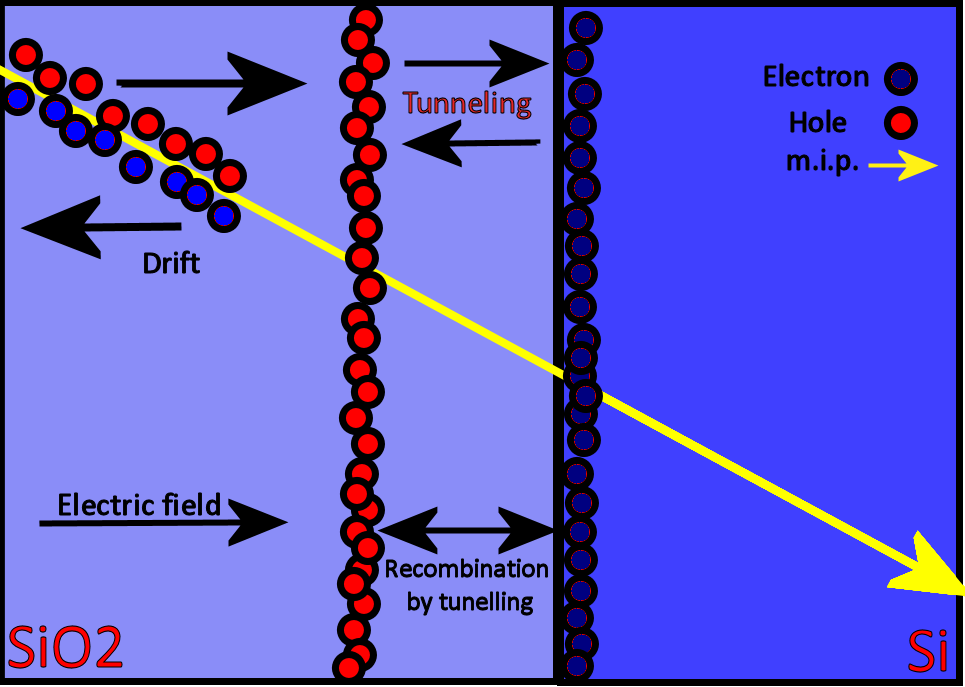 Electron
Tunneling
Hole
m.i.p.
Drift
Electric field
Recombination
by tunelling
SiO2
Si